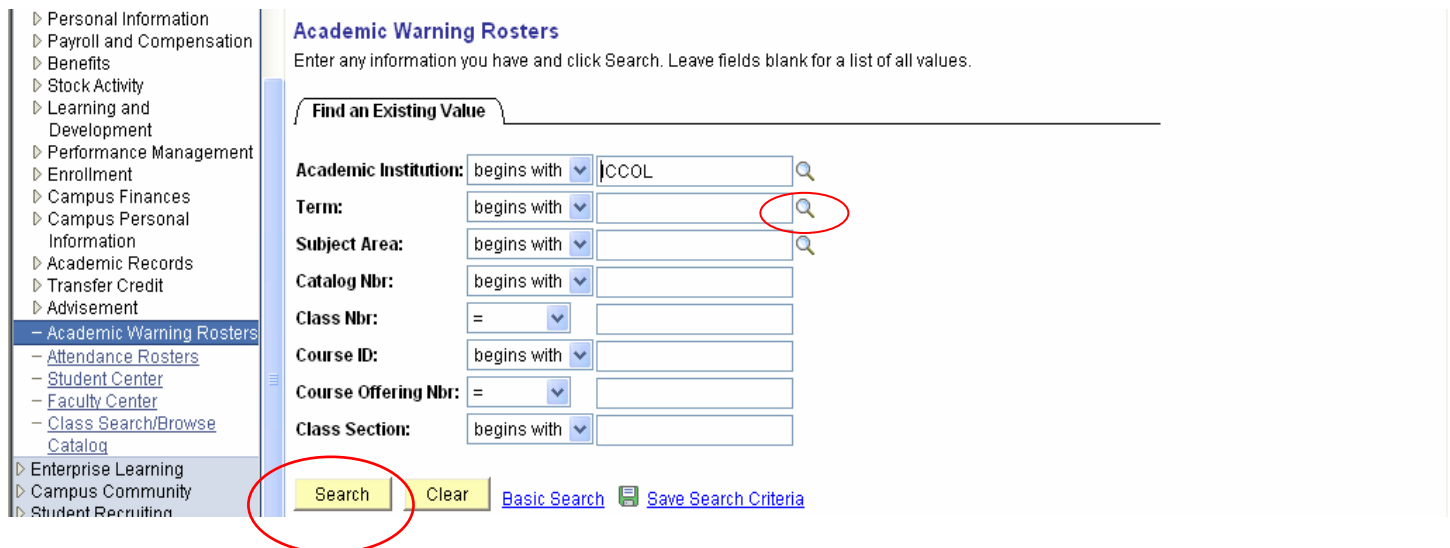 Personal Information
Payroll and Compensation
Benefits
Stock Activity
Learning and
Development
Performance Management
Enrollment
Campus Finances
Campus Personal
Information
Academic Records
Transfer Credit
Advisement
– Academic Warning Rosters
– Attendance Rosters
– Student Center
– Faculty Center
– Class Search/Browse
Catalog
Enterprise Learning
Campus Community
Student Recruiting
Academic Warning Rosters
Enter any information you have and click Search. Leave fields blank for a list of all values.
Find an Existing Value
Academic Institution: begins with ICCOL
Term: begins with
Subject Area: begins with
Catalog Nbr: begins with
Class Nbr: =
Course ID: begins with
Course Offering Nbr: =
Class Section: begins with
Search Clear Basic Search Save Search Criteria